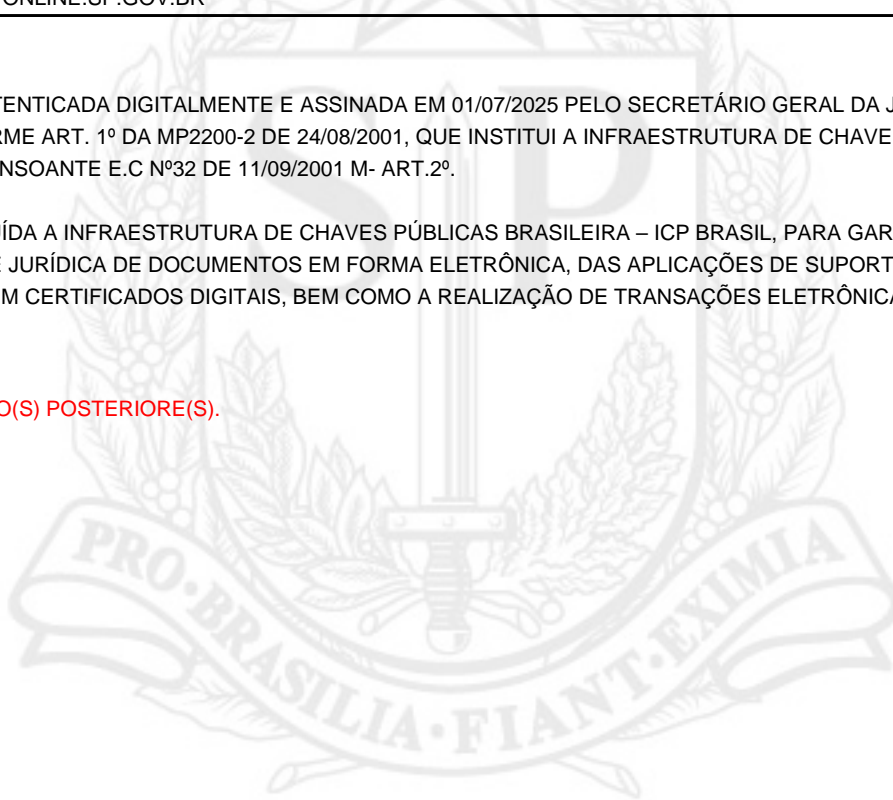 TENTICADA DIGITALMENTE E ASSINADA EM 01/07/2025 PELO SECRETÁRIO GERAL DA J
RME ART. 1º DA MP2200-2 DE 24/08/2001, QUE INSTITUI A INFRAESTRUTURA DE CHAVE
NSOANTE E.C Nº32 DE 11/09/2001 M- ART.2º.
ÍDA A INFRAESTRUTURA DE CHAVES PÚBLICAS BRASILEIRA – ICP BRASIL, PARA GAR
E JURÍDICA DE DOCUMENTOS EM FORMA ELETRÔNICA, DAS APLICAÇÕES DE SUPORT
M CERTIFICADOS DIGITAIS, BEM COMO A REALIZAÇÃO DE TRANSAÇÕES ELETRÔNICA
O(S) POSTERIORE(S).
SP
PRO·BRASILIA·FIANT·EXIMIA